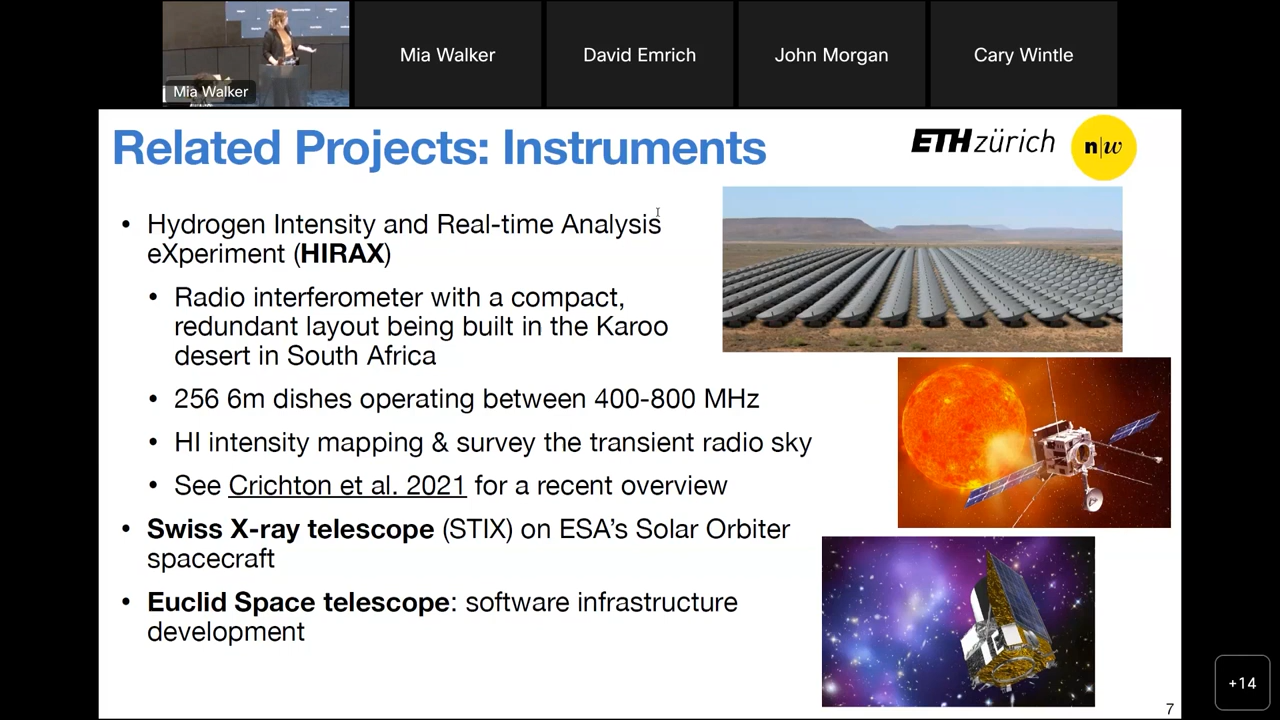 Mia Walker
Mia Walker
David Emrich
John Morgan
Cary Wintle
Related Projects: Instruments
ETH zürich
n|w
• Hydrogen Intensity and Real-time Analysis
eXperiment (HIRAX)
• Radio interferometer with a compact,
redundant layout being built in the Karoo
desert in South Africa
• 256 6m dishes operating between 400-800 MHz
• HI intensity mapping & survey the transient radio sky
• See Crichton et al. 2021 for a recent overview
• Swiss X-ray telescope (STIX) on ESA’s Solar Orbiter
spacecraft
• Euclid Space telescope: software infrastructure
development
+14
7